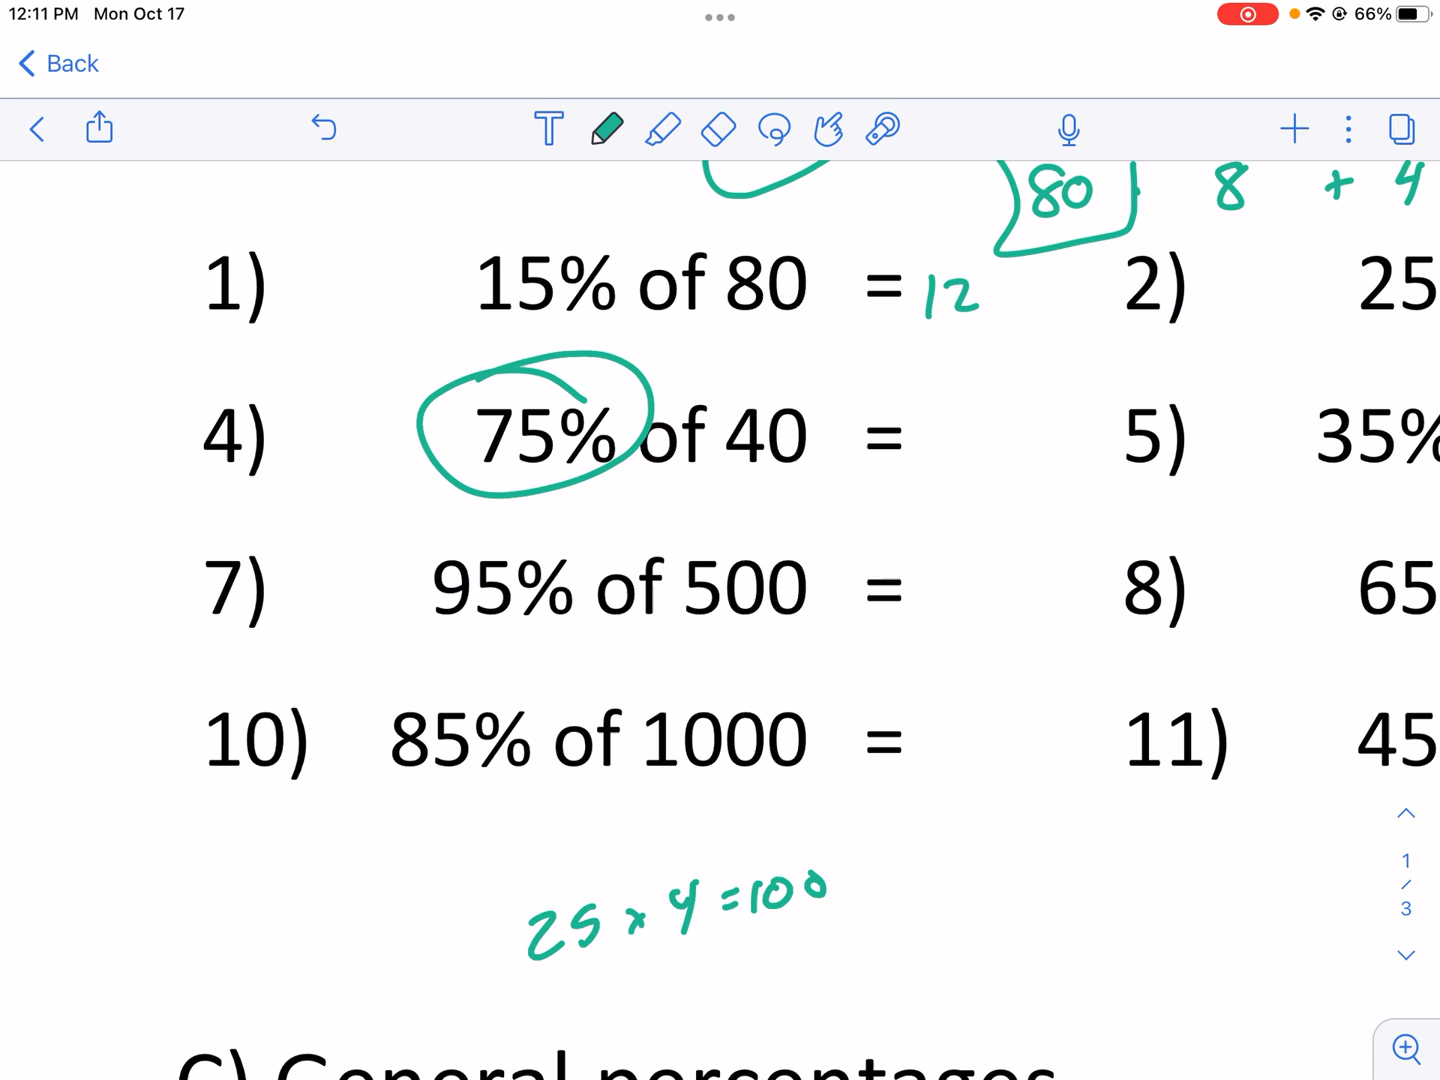 12:11 PM Mon Oct 17 66%
Back
80 8 + 4
1) 15% of 80 = 12 2) 25
4) 75% of 40 = 5) 35%
7) 95% of 500 = 8) 65
10) 85% of 1000 = 11) 45
1
/
3
25 x 4 = 100
C) General percentages